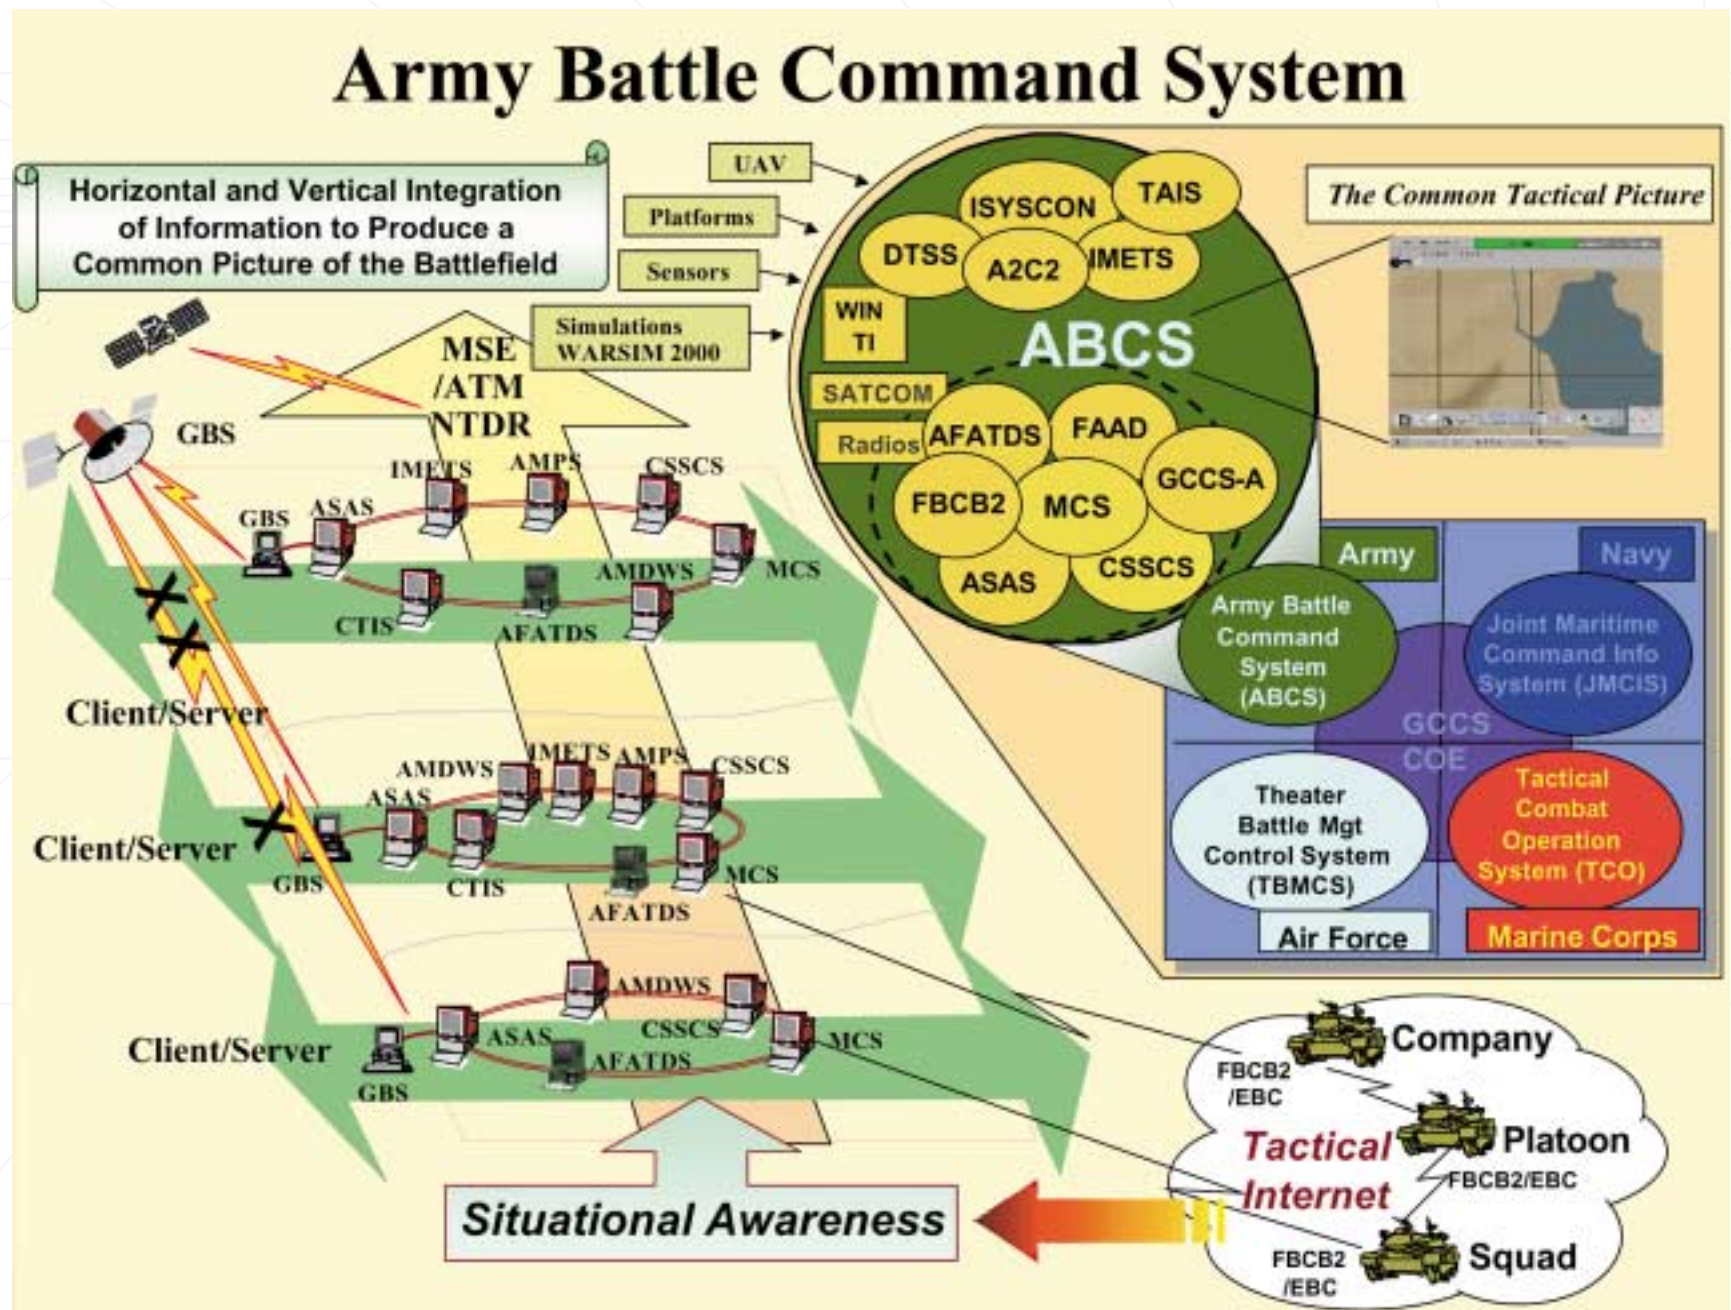 Army Battle Command System
Horizontal and Vertical Integration
of Information to Produce a
Common Picture of the Battlefield
UAV
Platforms
Sensors
Simulations
WARSIM 2000
ISYSCON
TAIS
DTSS
A2C2
IMETS
WIN
TI
ABCS
SATCOM
Radios
AFATDS
FAAD
GCCS-A
FBCB2
MCS
ASAS
CSSCS
The Common Tactical Picture
MSE
/ATM
NTDR
GBS
IMETS
AMPS
CSSCS
GBS
ASAS
AMDWS
MCS
CTIS
AFATDS
Client/Server
IMETS
AMPS
AMDWS
CSSCS
ASAS
Client/Server
GBS
CTIS
MCS
AFATDS
AMDWS
CSSCS
ASAS
MCS
Client/Server
AFATDS
GBS
Army
Navy
Army Battle
Command
System
(ABCS)
Joint Maritime
Command Info
System (JMCIS)
GCCS
COE
Theater
Battle Mgt
Control System
(TBMCS)
Tactical
Combat
Operation
System (TCO)
Air Force
Marine Corps
Company
FBCB2
/EBC
Tactical
Internet
Platoon
FBCB2/EBC
Squad
FBCB2
/EBC
Situational Awareness